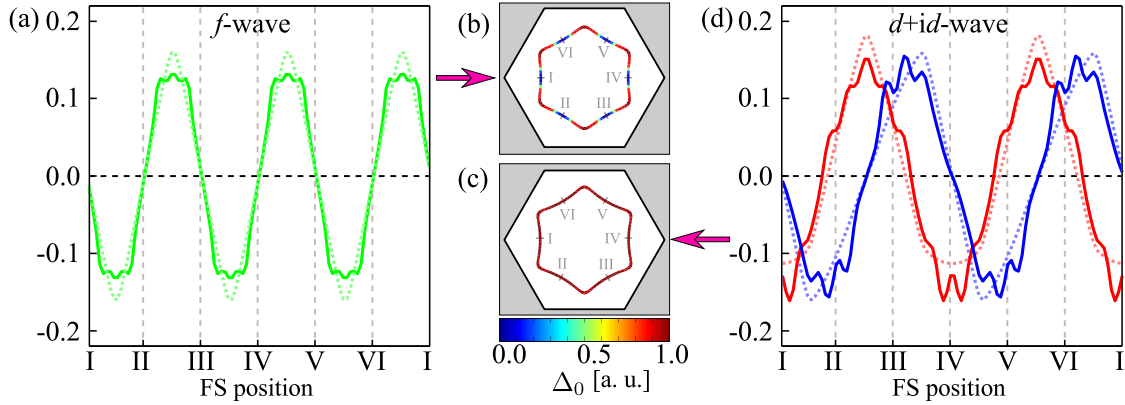 (a)
f-wave
0.2
0.1
0.0
-0.1
-0.2
I II III IV V VI I
FS position
(b)
VI V
I IV
II III
(c)
VI V
I IV
II III
0.0 0.5 1.0
Δ0 [a. u.]
(d)
d+id-wave
0.2
0.1
0.0
-0.1
-0.2
I II III IV V VI I
FS position